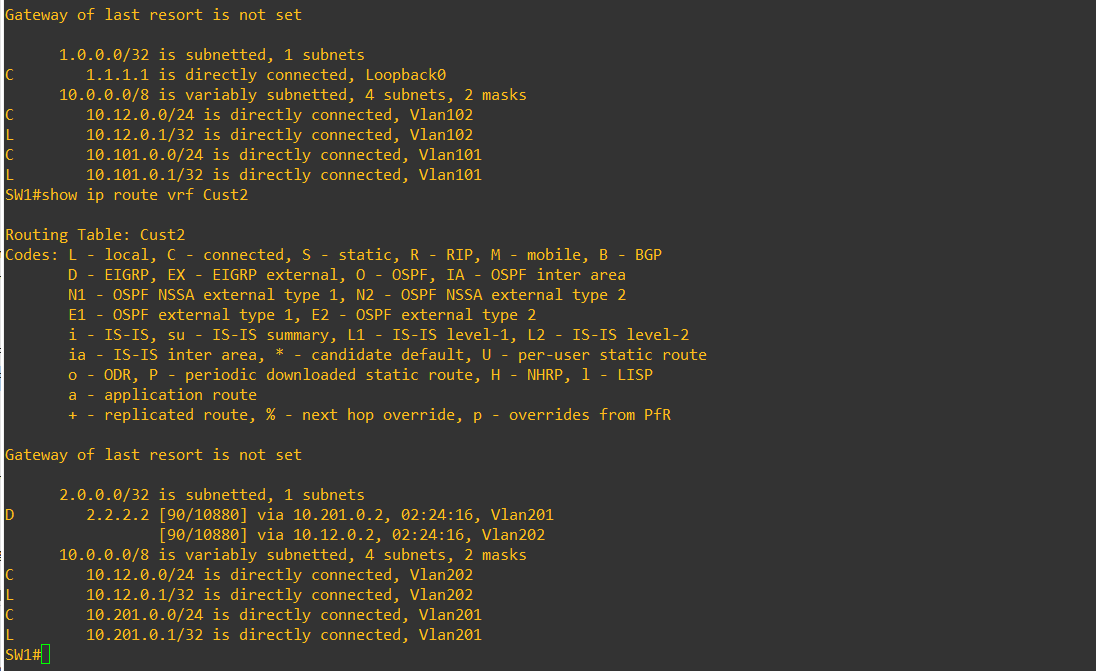 Gateway of last resort is not set
1.0.0.0/32 is subnetted, 1 subnets
C        1.1.1.1 is directly connected, Loopback0
10.0.0.0/8 is variably subnetted, 4 subnets, 2 masks
C        10.12.0.0/24 is directly connected, Vlan102
L        10.12.0.1/32 is directly connected, Vlan102
C        10.101.0.0/24 is directly connected, Vlan101
L        10.101.0.1/32 is directly connected, Vlan101
SW1#show ip route vrf Cust2
Routing Table: Cust2
Codes: L - local, C - connected, S - static, R - RIP, M - mobile, B - BGP
D - EIGRP, EX - EIGRP external, O - OSPF, IA - OSPF inter area
N1 - OSPF NSSA external type 1, N2 - OSPF NSSA external type 2
E1 - OSPF external type 1, E2 - OSPF external type 2
i - IS-IS, su - IS-IS summary, L1 - IS-IS level-1, L2 - IS-IS level-2
ia - IS-IS inter area, * - candidate default, U - per-user static route
o - ODR, P - periodic downloaded static route, H - NHRP, l - LISP
a - application route
+ - replicated route, % - next hop override, p - overrides from PfR
Gateway of last resort is not set
2.0.0.0/32 is subnetted, 1 subnets
D        2.2.2.2 [90/10880] via 10.201.0.2, 02:24:16, Vlan201
[90/10880] via 10.12.0.2, 02:24:16, Vlan202
10.0.0.0/8 is variably subnetted, 4 subnets, 2 masks
C        10.12.0.0/24 is directly connected, Vlan202
L        10.12.0.1/32 is directly connected, Vlan202
C        10.201.0.0/24 is directly connected, Vlan201
L        10.201.0.1/32 is directly connected, Vlan201
SW1#